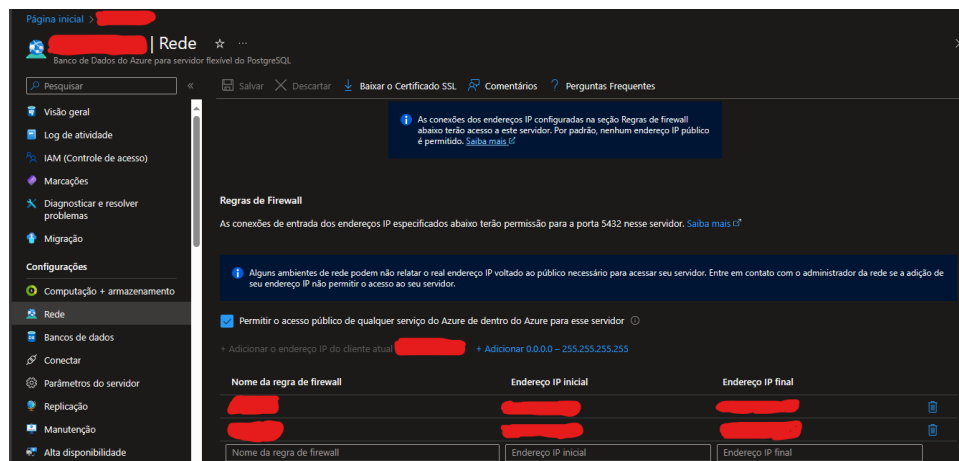 Página inicial >
| Rede
Banco de Dados do Azure para servidor flexível do PostgreSQL
Pesquisar
Salvar Descartar Baixar o Certificado SSL Comentários Perguntas Frequentes
Visão geral
Log de atividade
IAM (Controle de acesso)
Marcações
Diagnosticar e resolver
problemas
Migração
Configurações
Computação + armazenamento
Rede
Bancos de dados
Conectar
Parâmetros do servidor
Replicação
Manutenção
Alta disponibilidade
As conexões dos endereços IP configuradas na seção Regras de firewall
abaixo terão acesso a este servidor. Por padrão, nenhum endereço IP público
é permitido. Saiba mais
Regras de Firewall
As conexões de entrada dos endereços IP especificados abaixo terão permissão para a porta 5432 nesse servidor. Saiba mais
Alguns ambientes de rede podem não relatar o real endereço IP voltado ao público necessário para acessar seu servidor. Entre em contato com o administrador da rede se a adição de
seu endereço IP não permitir o acesso ao seu servidor.
Permitir o acesso público de qualquer serviço do Azure de dentro do Azure para esse servidor
+ Adicionar o endereço IP do cliente atual + Adicionar 0.0.0.0 – 255.255.255.255
Nome da regra de firewall Endereço IP inicial Endereço IP final
Nome da regra de firewall Endereço IP inicial Endereço IP final